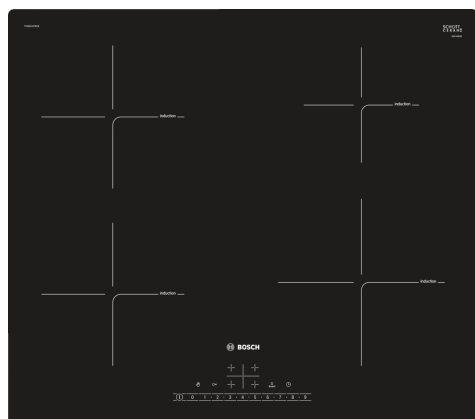 SCHOTT
CERAN®
induction
induction
induction
induction
BOSCH
0 1 2 3 4 5 6 7 8 9